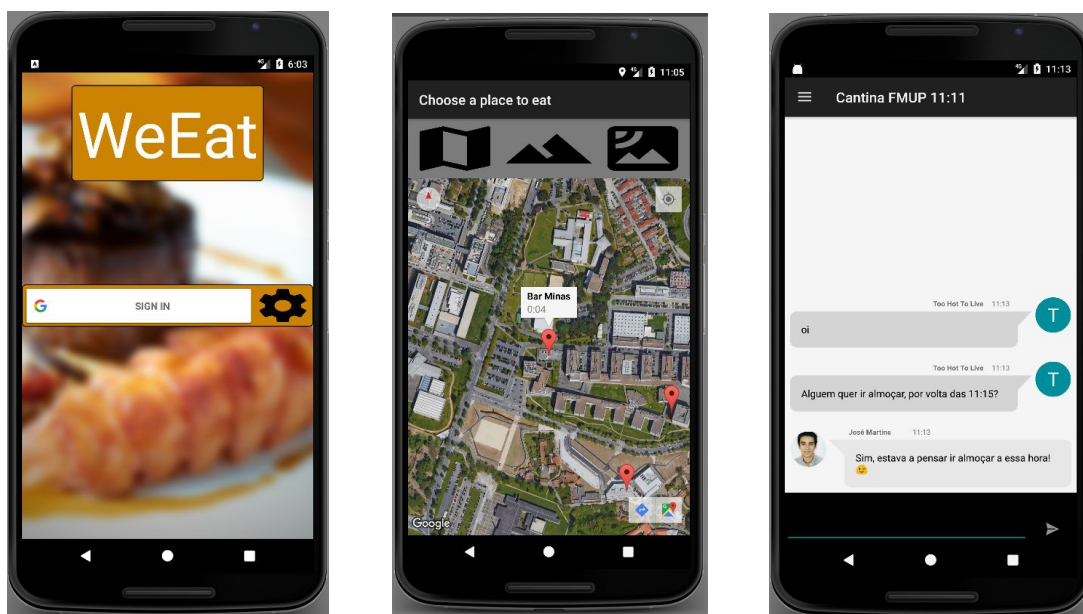 6:03
WeEat
G SIGN IN
11:05
Choose a place to eat
Bar Minas
0:04
Google
11:13
Cantina FMUP 11:11
Too Hot To Live 11:13
oi
T
Too Hot To Live 11:13
Alguem quer ir almoçar, por volta das 11:15?
T
José Martins 11:13
Sim, estava a pensar ir almoçar a essa hora!